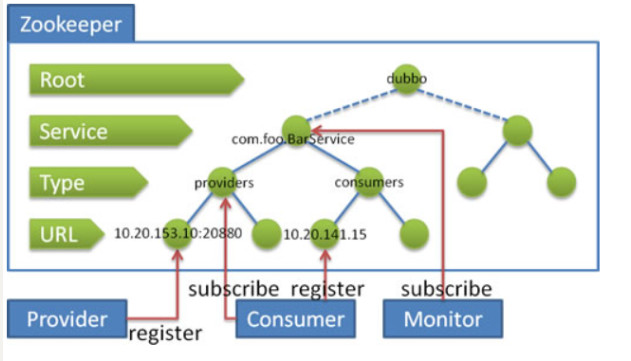 Zookeeper
Root
dubbo
Service
com.foo.BarService
Type
providers
consumers
URL
10.20.153.10:20880
10.20.141.15
subscribe
register
subscribe
Provider
Consumer
Monitor
register